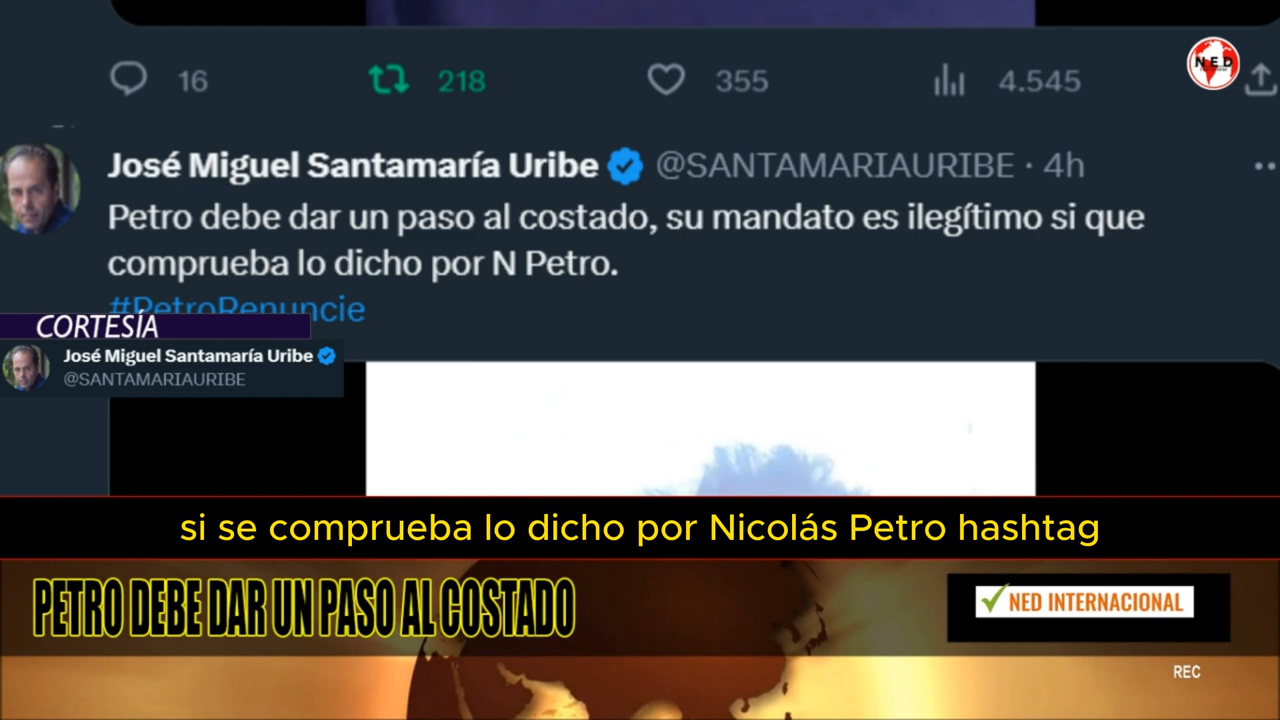 16 218 355 4.545
NED
José Miguel Santamaría Uribe @SANTAMARIAURIBE · 4h
Petro debe dar un paso al costado, su mandato es ilegítimo si que
comprueba lo dicho por N Petro.
#PetroRenuncie
CORTESÍA
José Miguel Santamaría Uribe
@SANTAMARIAURIBE
si se comprueba lo dicho por Nicolás Petro hashtag
PETRO DEBE DAR UN PASO AL COSTADO
NED INTERNACIONAL
REC